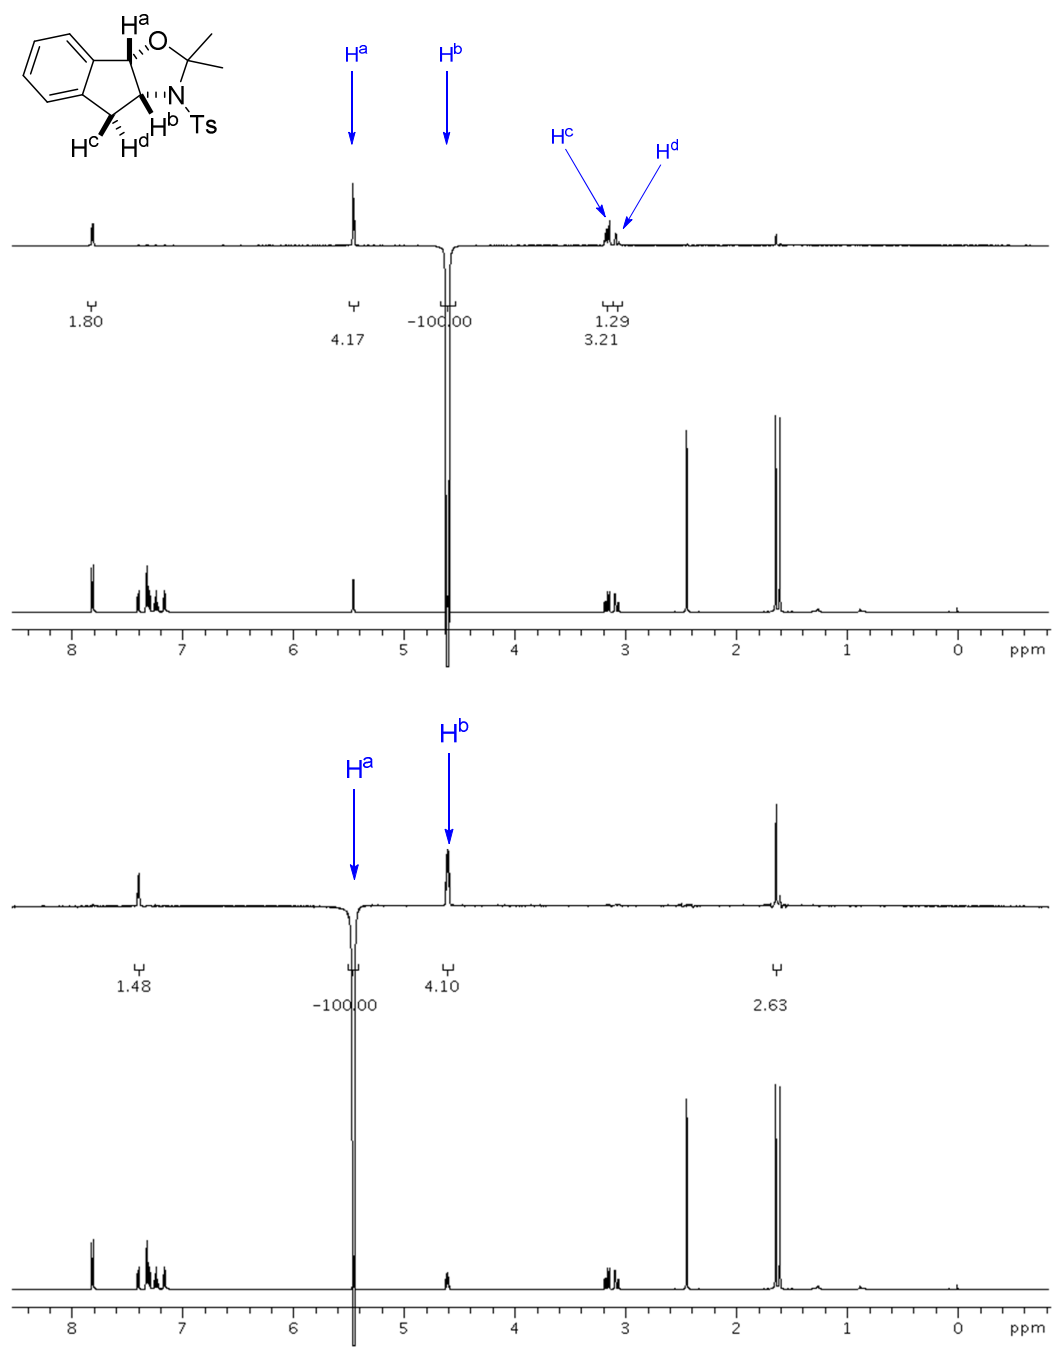 Hᵃ
O
N
Ts
Hᵇ
Hᶜ
Hᵈ
Hᵃ
Hᵇ
Hᶜ
Hᵈ
1.80
4.17
-100.00
1.29
3.21
8 7 6 5 4 3 2 1 0 ppm
Hᵇ
Hᵃ
1.48
-100.00
4.10
2.63
8 7 6 5 4 3 2 1 0 ppm